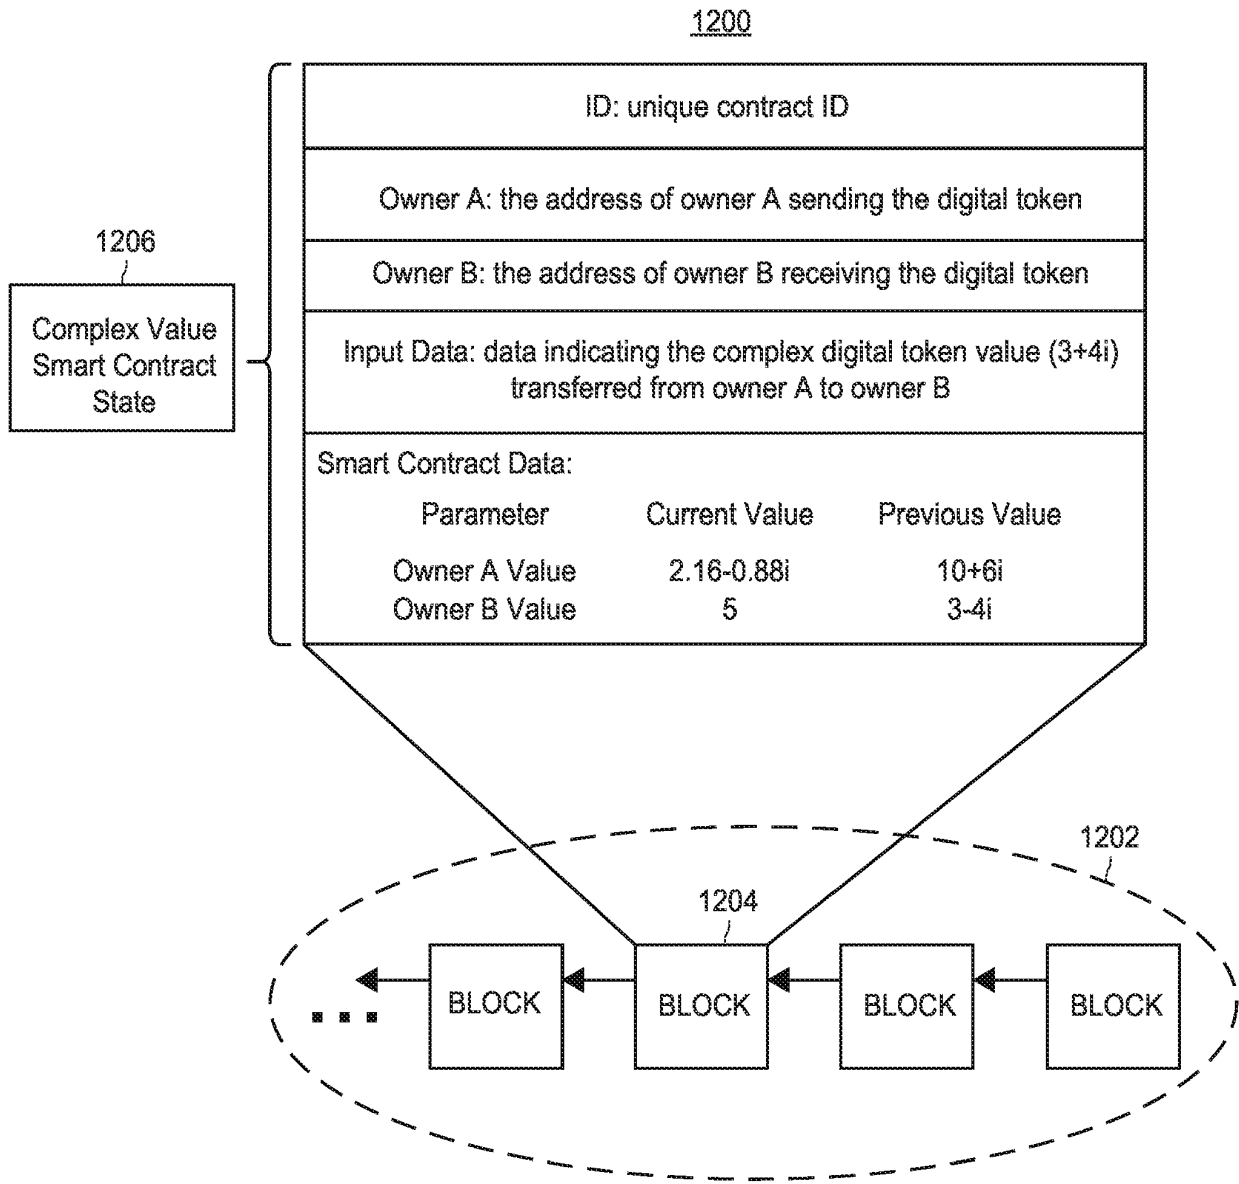 1200
ID: unique contract ID
Owner A: the address of owner A sending the digital token
1206
Owner B: the address of owner B receiving the digital token
Complex Value
Smart Contract
State
Input Data: data indicating the complex digital token value (3+4i)
transferred from owner A to owner B
Smart Contract Data:
Parameter Current Value Previous Value
Owner A Value 2.16-0.88i 10+6i
Owner B Value 5 3-4i
1202
1204
BLOCK BLOCK BLOCK BLOCK